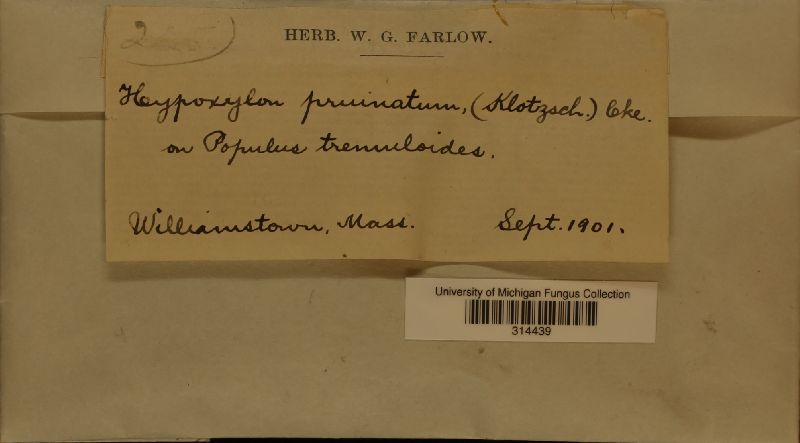 HERB. W. G. FARLOW.
Hypoxylon pruinatum, (Klotzsch.) Cke.
on Populus tremuloides.
Williamstown, Mass. Sept. 1901.
University of Michigan Fungus Collection
314439